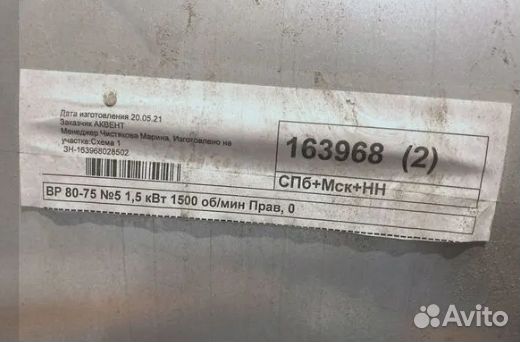 Дата изготовления 20.05.21
Заказчик АКВЕНТ
Менеджер Чистякова Марина, Изготовлено на
участке:Схема 1
ЗН-163968028502
163968 (2)
СПб+Мск+НН
ВР 80-75 №5 1,5 кВт 1500 об/мин Прав, 0
Avito